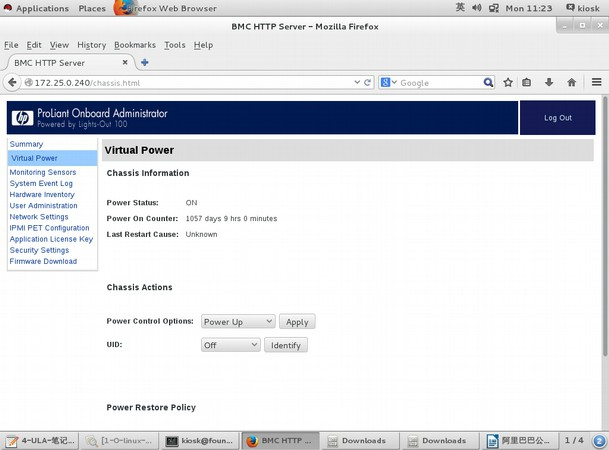 Applications Places Firefox Web Browser 英 Mon 11:23 kiosk
BMC HTTP Server – Mozilla Firefox
File Edit View History Bookmarks Tools Help
BMC HTTP Server
172.25.0.240/chassis.html
Google
hp
ProLiant Onboard Administrator
Powered by Lights-Out 100
Log Out
Summary
Virtual Power
Monitoring Sensors
System Event Log
Hardware Inventory
User Administration
Network Settings
IPMI PET Configuration
Application License Key
Security Settings
Firmware Download
Virtual Power
Chassis Information
Power Status: ON
Power On Counter: 1057 days 9 hrs 0 minutes
Last Restart Cause: Unknown
Chassis Actions
Power Control Options: Power Up Apply
UID: Off Identify
Power Restore Policy
4-ULA-笔记... [1-O-linux-... kiosk@foun... BMC HTTP ... Downloads Downloads 阿里巴巴公... 1 / 4 2